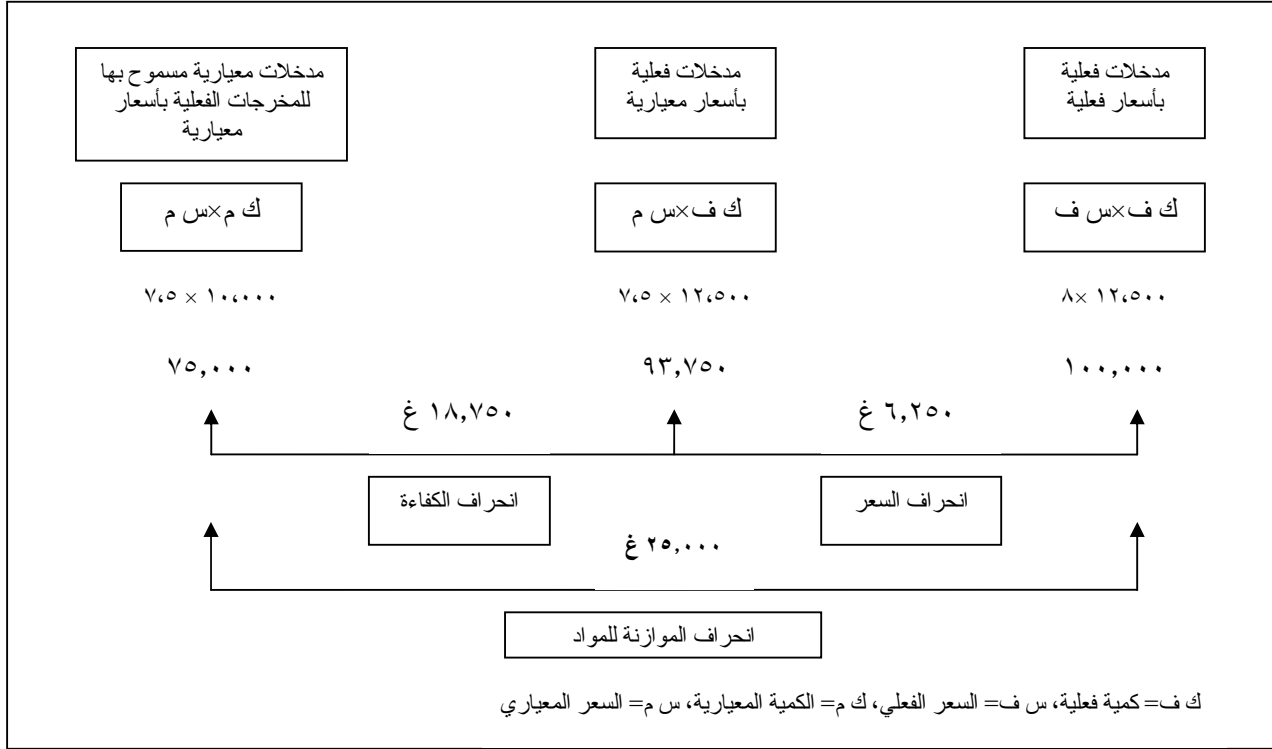 مدخلات فعلية
بأسعار فعلية
مدخلات فعلية
بأسعار معيارية
مدخلات معيارية مسموح بها
للمخرجات الفعلية بأسعار
معيارية
ك ف×س ف
ك ف×س م
ك م×س م
١٢،٥٠٠ ×٨
١٢،٥٠٠ × ٧،٥
١٠،٠٠٠ × ٧،٥
١٠٠,٠٠٠
٩٣,٧٥٠
٧٥,٠٠٠
٦,٢٥٠ غ
١٨,٧٥٠ غ
انحراف السعر
انحراف الكفاءة
٢٥,٠٠٠ غ
انحراف الموازنة للمواد
ك ف= كمية فعلية، س ف= السعر الفعلي، ك م= الكمية المعيارية، س م= السعر المعياري